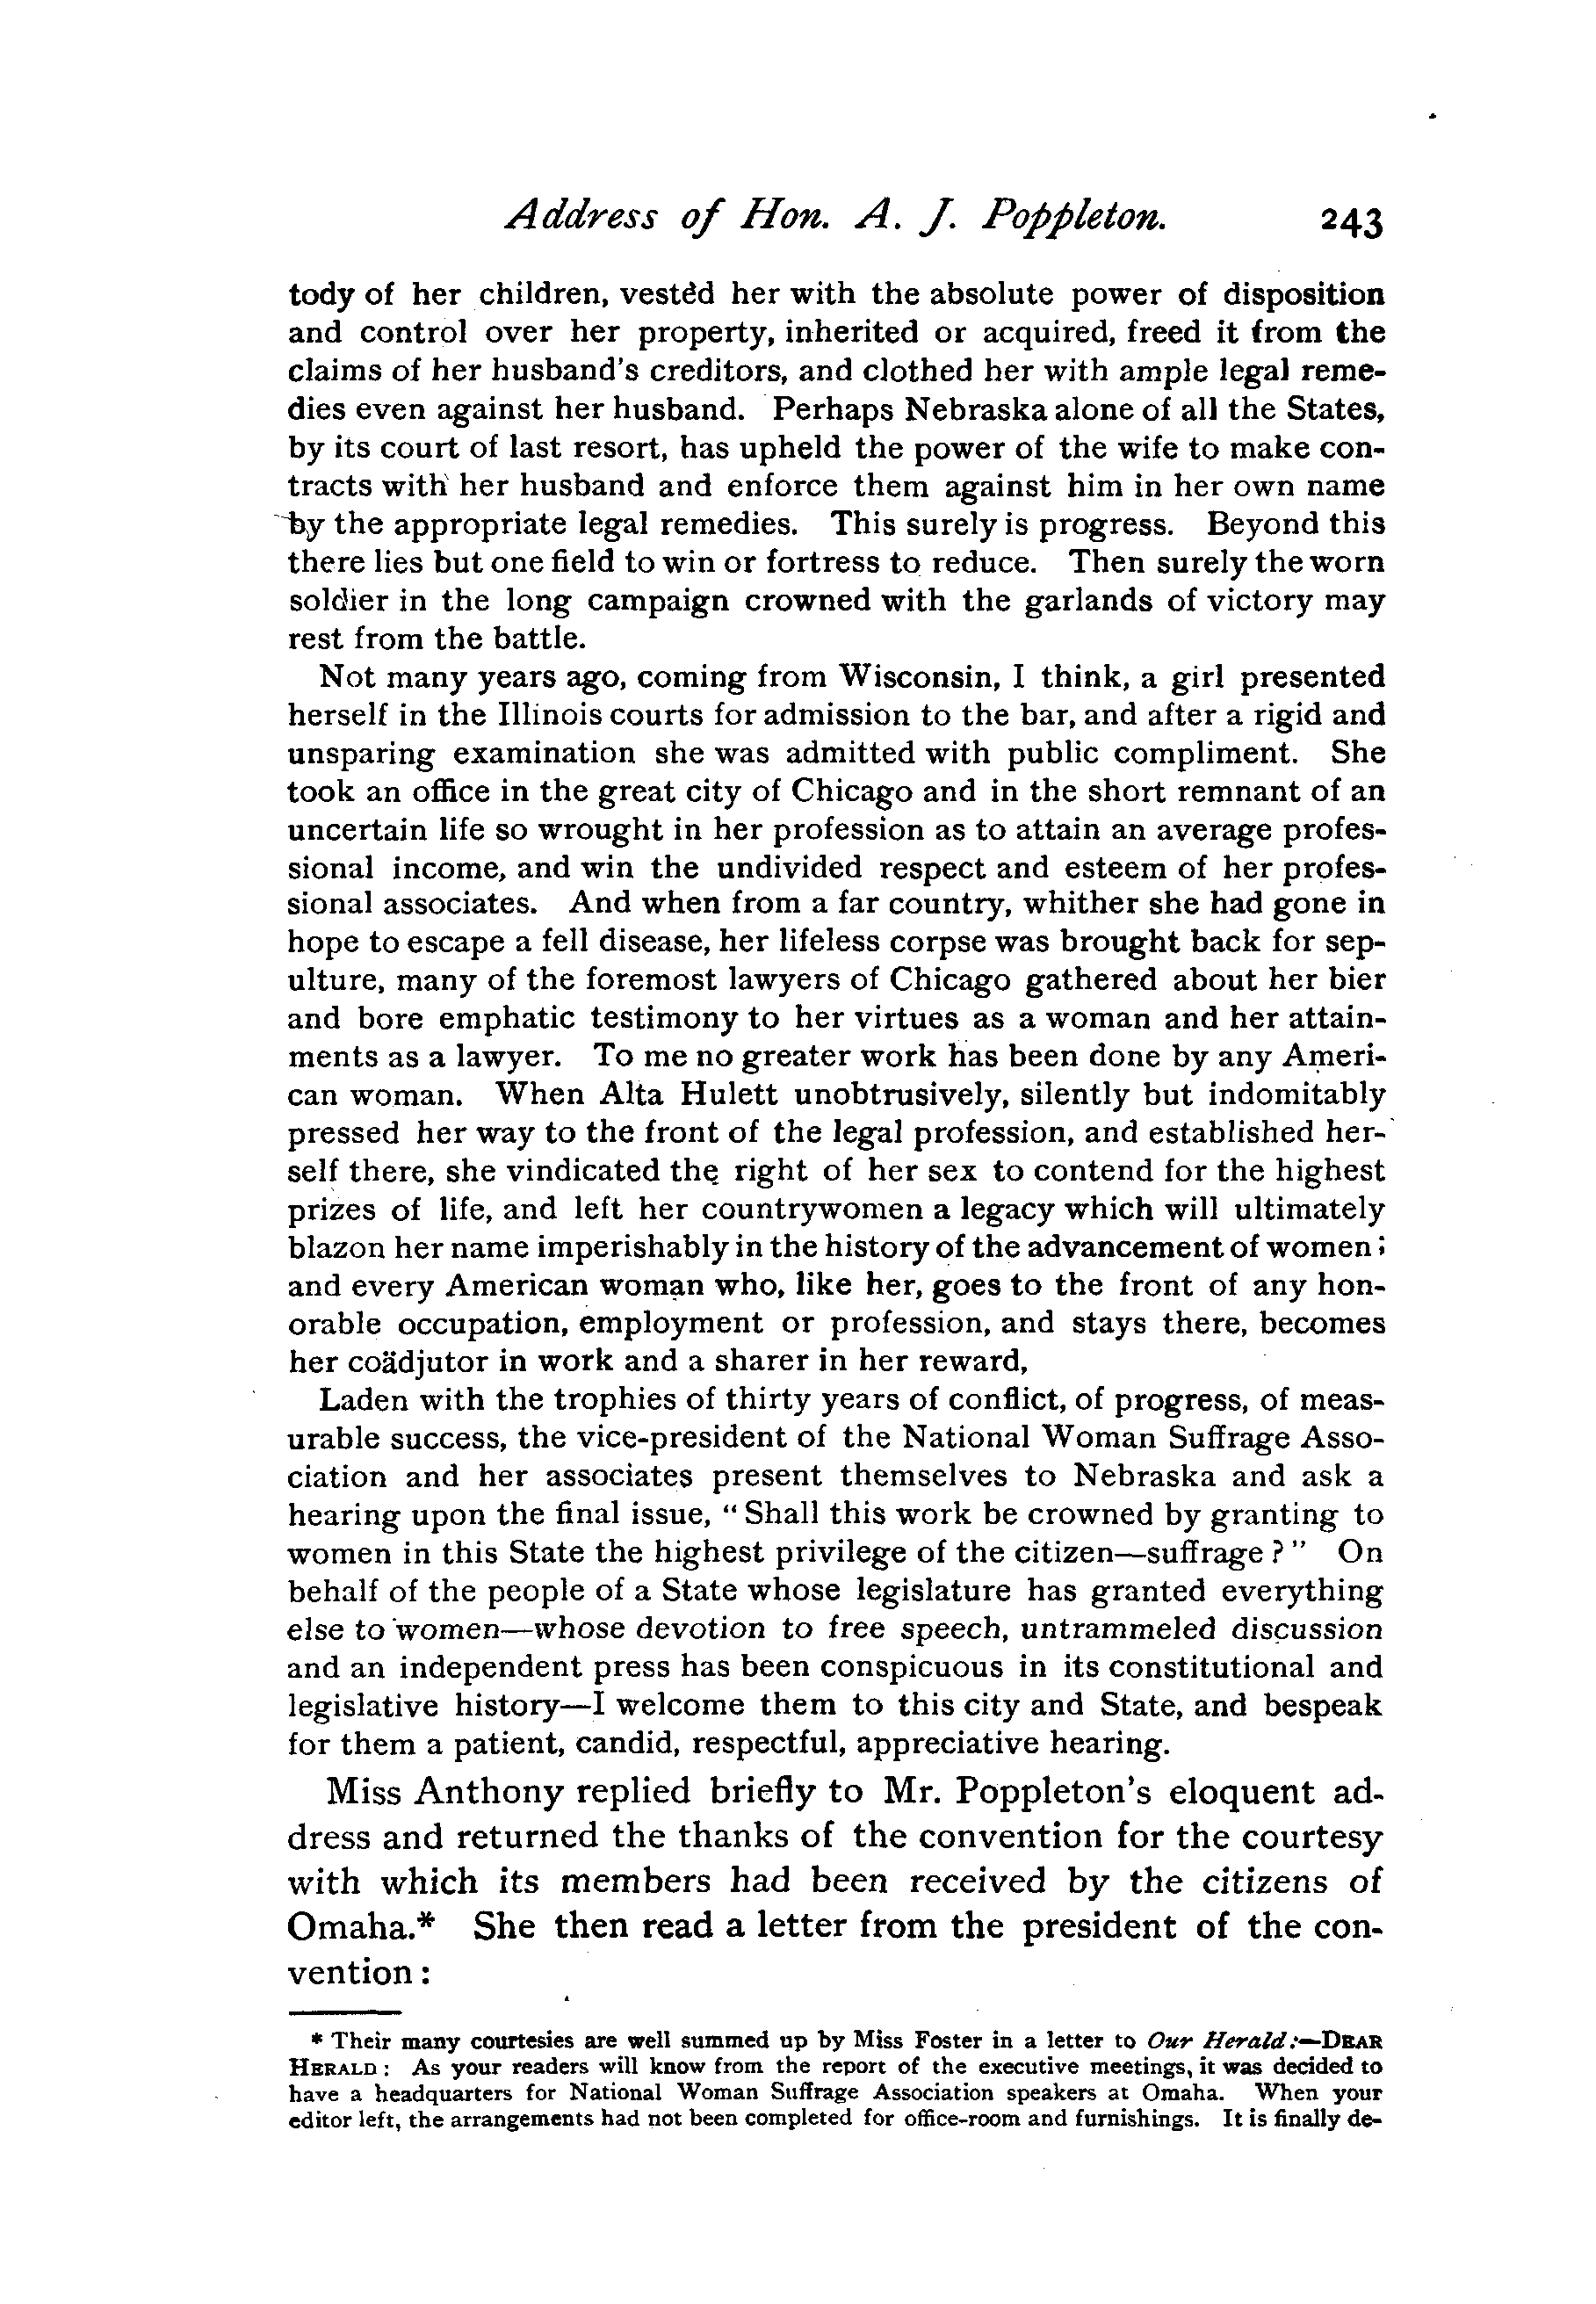 Address of Hon. A. J. Poppleton. 243
tody of her children, vested her with the absolute power of disposition
and control over her property, inherited or acquired, freed it from the
claims of her husband's creditors, and clothed her with ample legal reme-
dies even against her husband. Perhaps Nebraska alone of all the States,
by its court of last resort, has upheld the power of the wife to make con-
tracts with her husband and enforce them against him in her own name
by the appropriate legal remedies. This surely is progress. Beyond this
there lies but one field to win or fortress to reduce. Then surely the worn
soldier in the long campaign crowned with the garlands of victory may
rest from the battle.
Not many years ago, coming from Wisconsin, I think, a girl presented
herself in the Illinois courts for admission to the bar, and after a rigid and
unsparing examination she was admitted with public compliment. She
took an office in the great city of Chicago and in the short remnant of an
uncertain life so wrought in her profession as to attain an average profes-
sional income, and win the undivided respect and esteem of her profes-
sional associates. And when from a far country, whither she had gone in
hope to escape a fell disease, her lifeless corpse was brought back for sep-
ulture, many of the foremost lawyers of Chicago gathered about her bier
and bore emphatic testimony to her virtues as a woman and her attain-
ments as a lawyer. To me no greater work has been done by any Ameri-
can woman. When Alta Hulett unobtrusively, silently but indomitably
pressed her way to the front of the legal profession, and established her-
self there, she vindicated the right of her sex to contend for the highest
prizes of life, and left her countrywomen a legacy which will ultimately
blazon her name imperishably in the history of the advancement of women;
and every American woman who, like her, goes to the front of any hon-
orable occupation, employment or profession, and stays there, becomes
her coädjutor in work and a sharer in her reward,
Laden with the trophies of thirty years of conflict, of progress, of meas-
urable success, the vice-president of the National Woman Suffrage Asso-
ciation and her associates present themselves to Nebraska and ask a
hearing upon the final issue, "Shall this work be crowned by granting to
women in this State the highest privilege of the citizen—suffrage?" On
behalf of the people of a State whose legislature has granted everything
else to women—whose devotion to free speech, untrammeled discussion
and an independent press has been conspicuous in its constitutional and
legislative history—I welcome them to this city and State, and bespeak
for them a patient, candid, respectful, appreciative hearing.
Miss Anthony replied briefly to Mr. Poppleton's eloquent ad-
dress and returned the thanks of the convention for the courtesy
with which its members had been received by the citizens of
Omaha.* She then read a letter from the president of the con-
vention:
* Their many courtesies are well summed up by Miss Foster in a letter to Our Herald:—DEAR
HERALD: As your readers will know from the report of the executive meetings, it was decided to
have a headquarters for National Woman Suffrage Association speakers at Omaha. When your
editor left, the arrangements had not been completed for office-room and furnishings. It is finally de-